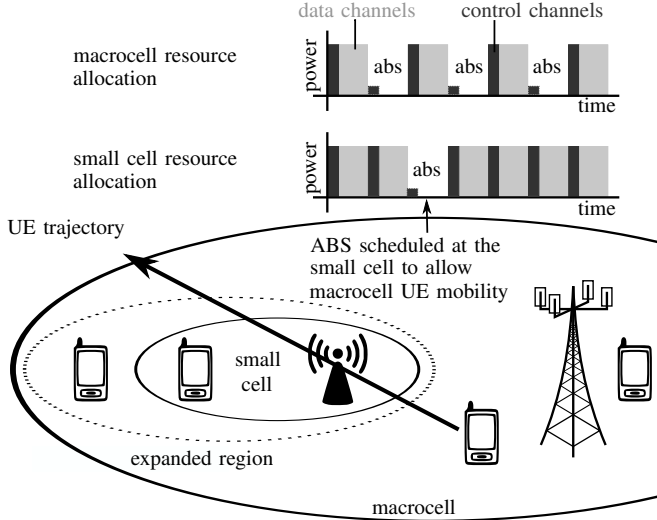 data channels
control channels
macrocell resource
allocation
power
abs
abs
abs
time
small cell resource
allocation
power
abs
time
UE trajectory
ABS scheduled at the
small cell to allow
macrocell UE mobility
small
cell
expanded region
macrocell